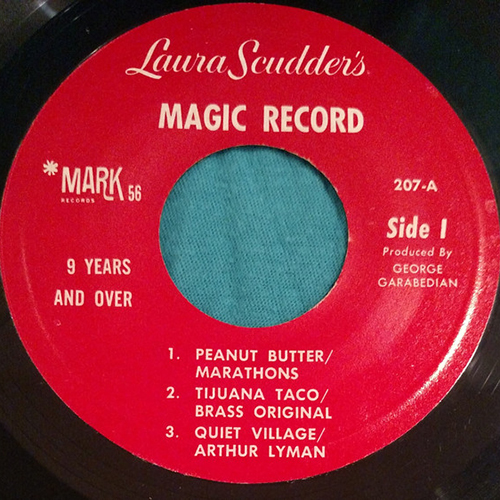 Laura Scudder's
MAGIC RECORD
*MARK 56
RECORDS
207-A
Side 1
Produced By
GEORGE
GARABEDIAN
9 YEARS
AND OVER
1. PEANUT BUTTER/
MARATHONS
2. TIJUANA TACO/
BRASS ORIGINAL
3. QUIET VILLAGE/
ARTHUR LYMAN